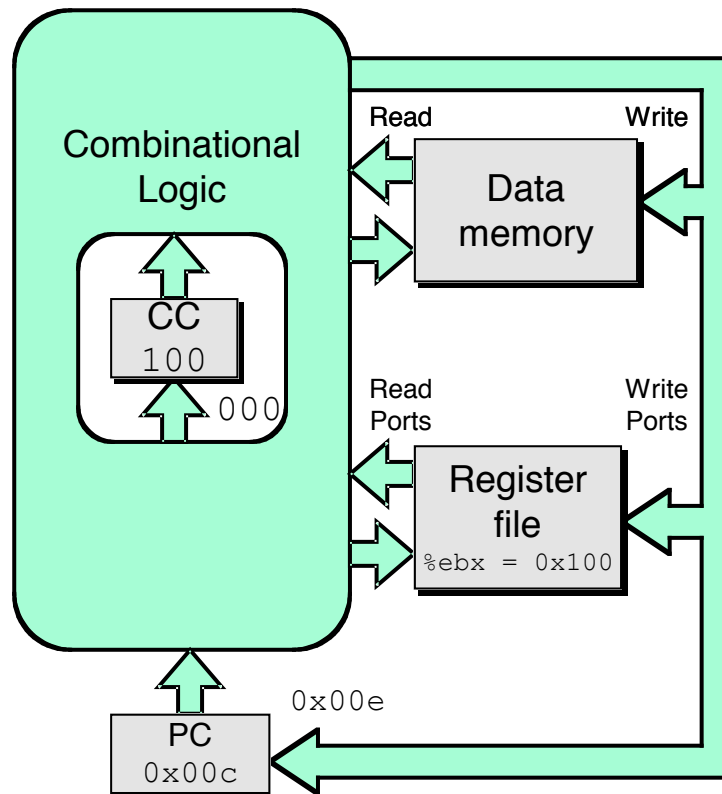 Combinational
Logic
CC
100
000
Read
Write
Data
memory
Read
Ports
Write
Ports
Register
file
%ebx = 0x100
0x00e
PC
0x00c